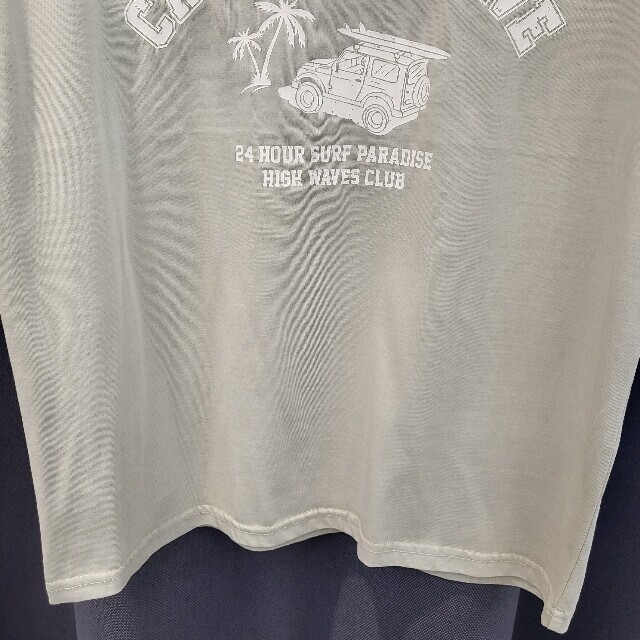 24 HOUR SURF PARADISE
HIGH WAVES CLUB